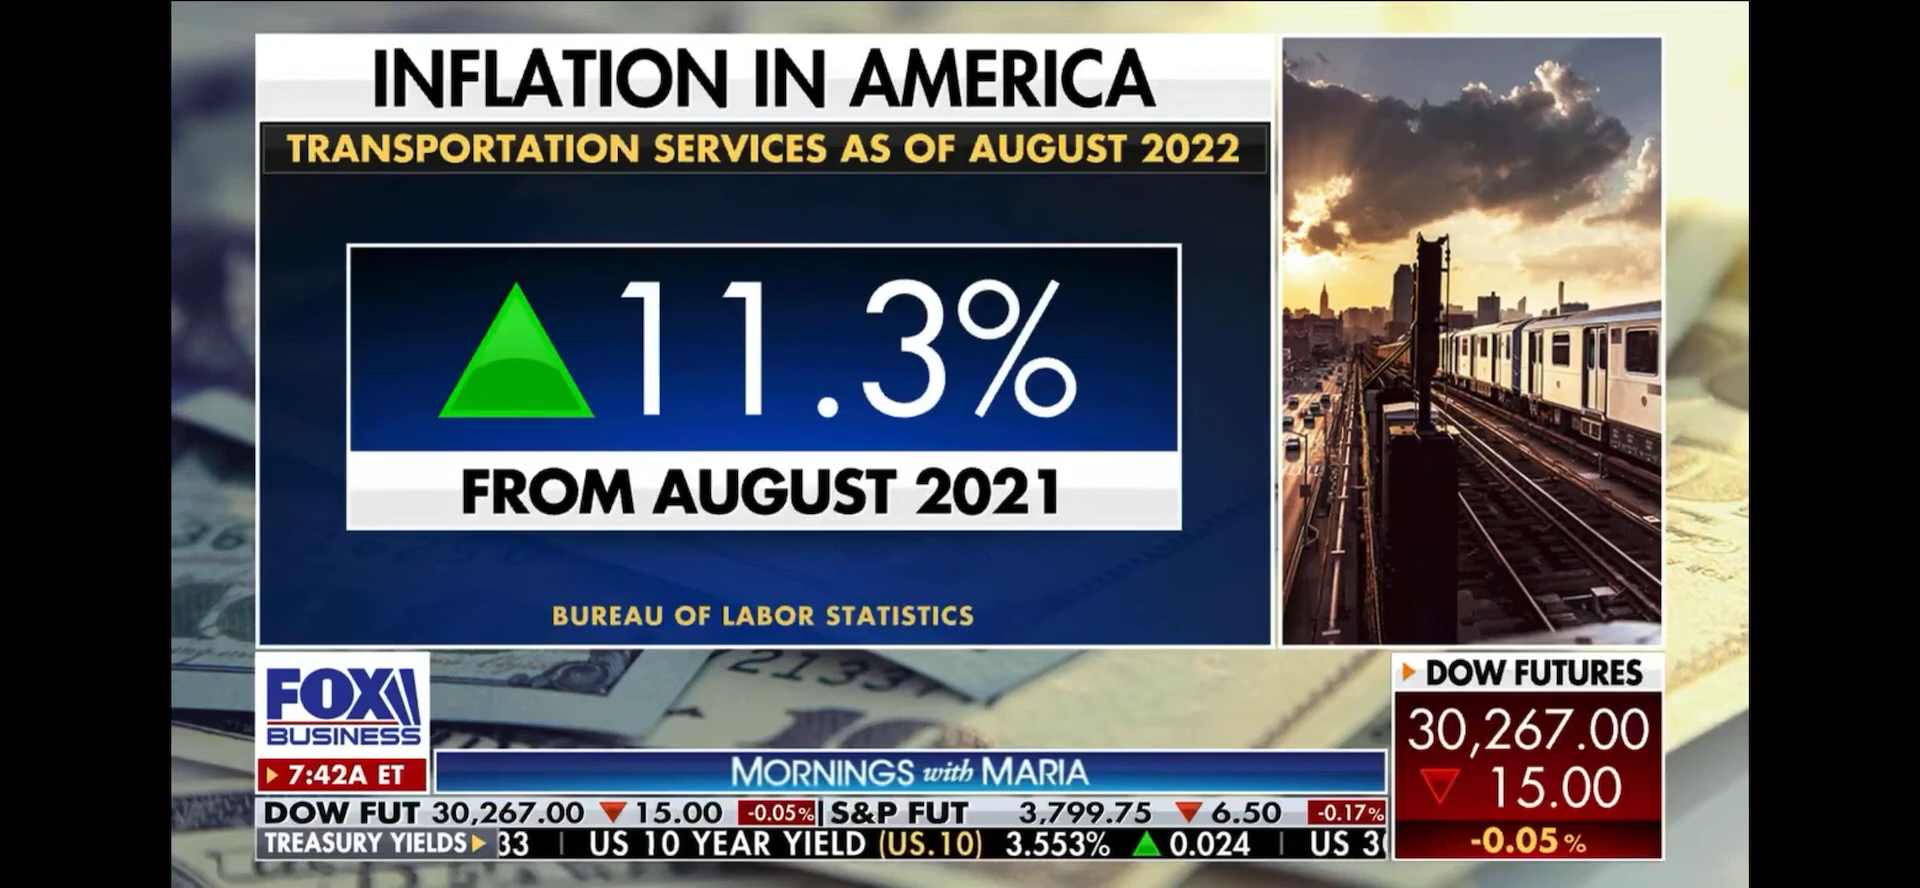 INFLATION IN AMERICA
TRANSPORTATION SERVICES AS OF AUGUST 2022
▲11.3%
FROM AUGUST 2021
BUREAU OF LABOR STATISTICS
FOX
BUSINESS
7:42A ET
MORNINGS with MARIA
DOW FUTURES
30,267.00
▼ 15.00
-0.05%
DOW FUT 30,267.00 ▼ 15.00 -0.05% S&P FUT 3,799.75 ▼ 6.50 -0.17%
TREASURY YIELDS 33 | US 10 YEAR YIELD (US.10) 3.553% ▲ 0.024 | US 3